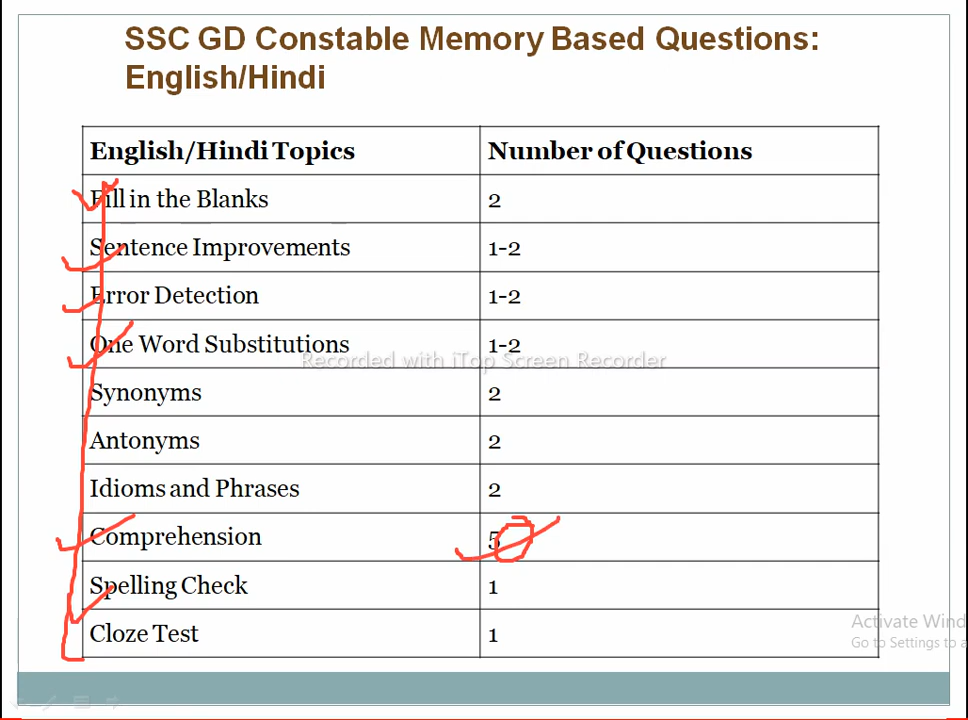 SSC GD Constable Memory Based Questions:
English/Hindi
English/Hindi Topics Number of Questions
Fill in the Blanks 2
Sentence Improvements 1-2
Error Detection 1-2
One Word Substitutions 1-2
Recorded with iTop Screen Recorder
Synonyms 2
Antonyms 2
Idioms and Phrases 2
Comprehension 5
Spelling Check 1
Activate Wind
Cloze Test 1
Go to Settings to a